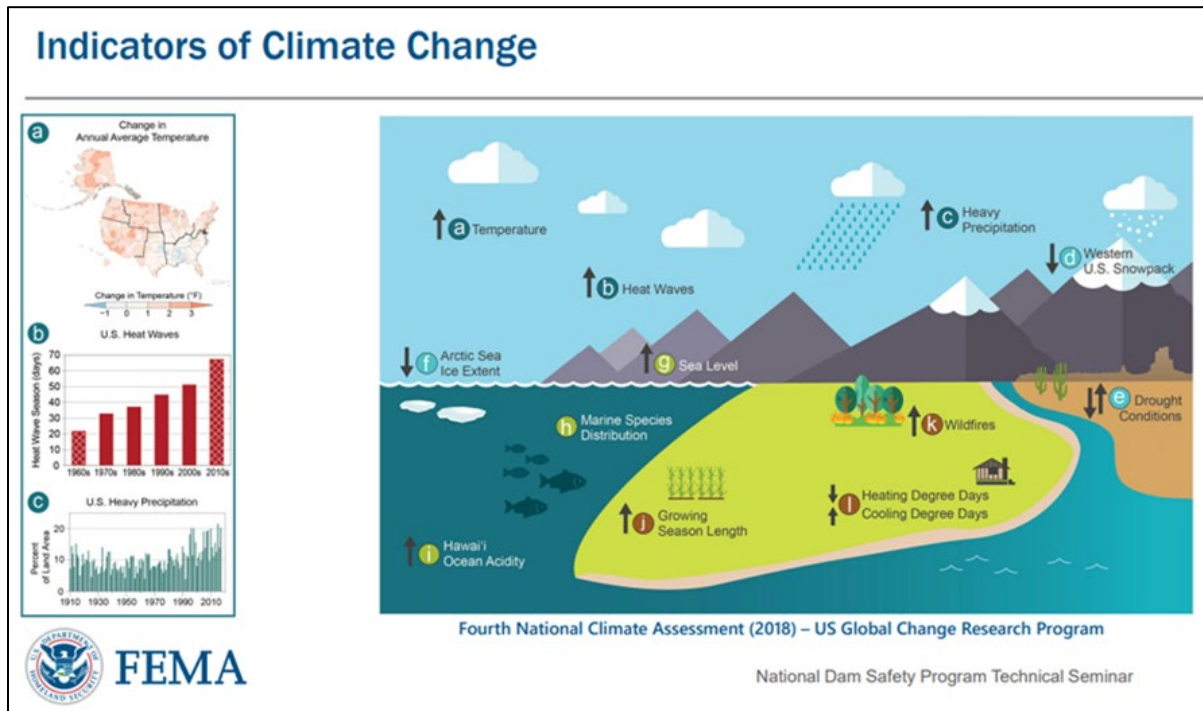 Indicators of Climate Change
a
Change in
Annual Average Temperature
Change in Temperature (°F)
−1 0 1 2 3
b
U.S. Heat Waves
Heat Wave Season (days)
70
60
50
40
30
20
10
0
1960s 1970s 1980s 1990s 2000s 2010s
c
U.S. Heavy Precipitation
Percent
of Land Area
20
10
0
1910 1930 1950 1970 1990 2010
a Temperature
b Heat Waves
c Heavy
Precipitation
d Western
U.S. Snowpack
f Arctic Sea
Ice Extent
g Sea Level
e Drought
Conditions
h Marine Species
Distribution
k Wildfires
j Growing
Season Length
l Heating Degree Days
Cooling Degree Days
i Hawai‘i
Ocean Acidity
Fourth National Climate Assessment (2018) – US Global Change Research Program
U.S. DEPARTMENT OF
HOMELAND SECURITY
FEMA
National Dam Safety Program Technical Seminar